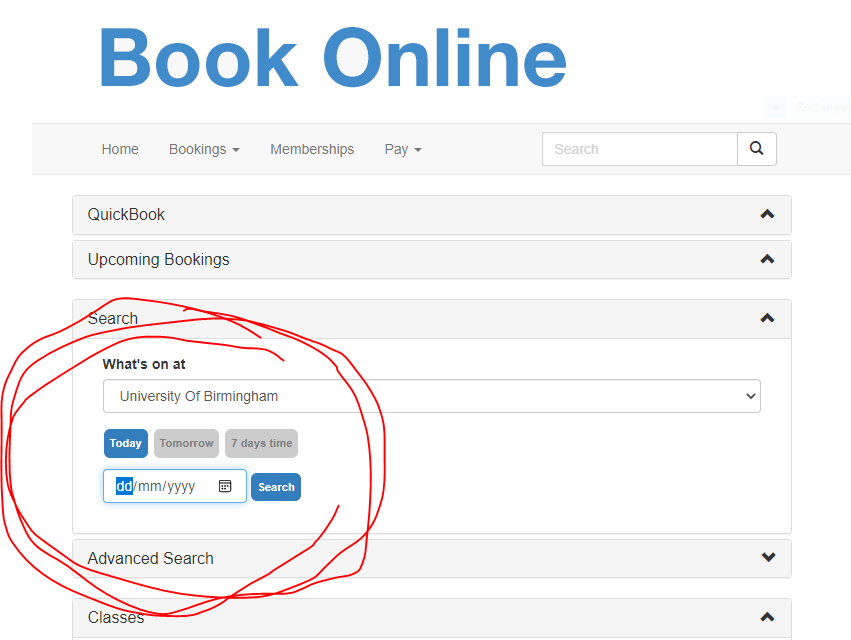 Book Online
Home Bookings Memberships Pay Search
QuickBook
Upcoming Bookings
Search
What's on at
University Of Birmingham
Today Tomorrow 7 days time
dd/mm/yyyy Search
Advanced Search
Classes